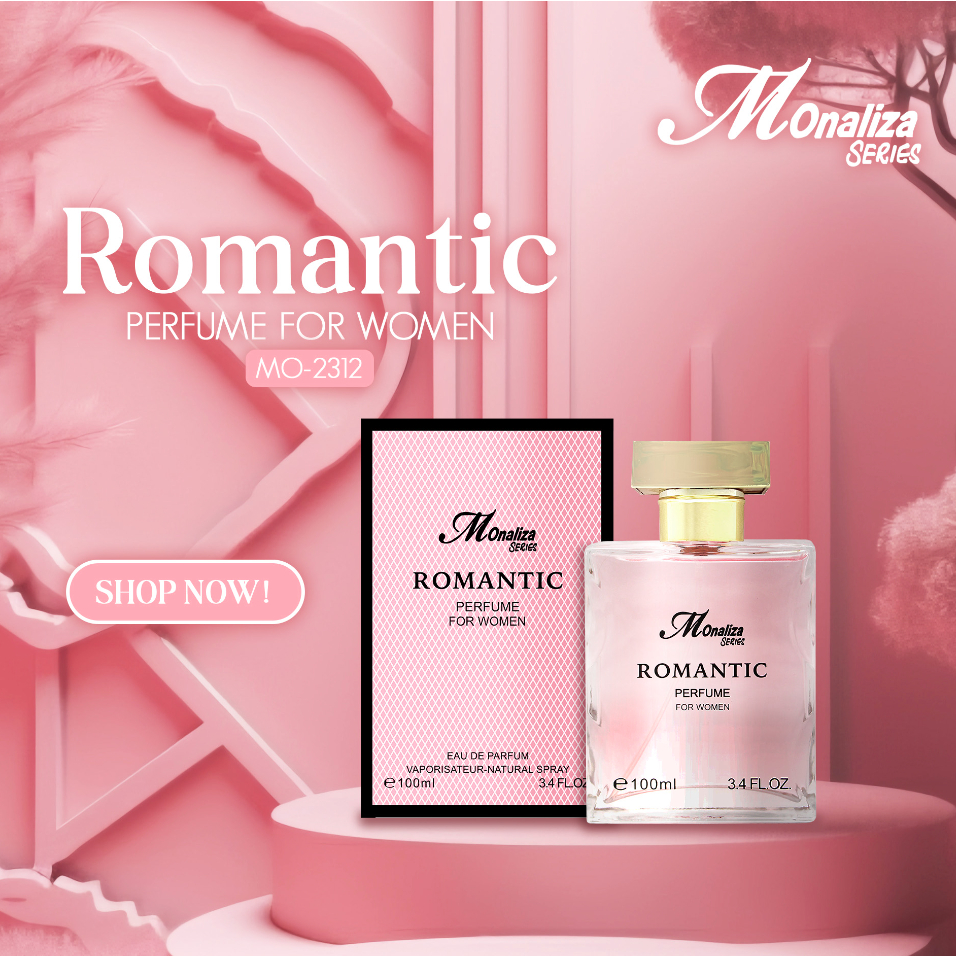 Monaliza
SERIES
Romantic
PERFUME FOR WOMEN
MO-2312
SHOP NOW!
Monaliza
SERIES
ROMANTIC
PERFUME
FOR WOMEN
EAU DE PARFUM
VAPORISATEUR-NATURAL SPRAY
℮100ml 3.4 FL.OZ
Monaliza
SERIES
ROMANTIC
PERFUME
FOR WOMEN
℮100ml 3.4 FL.OZ.